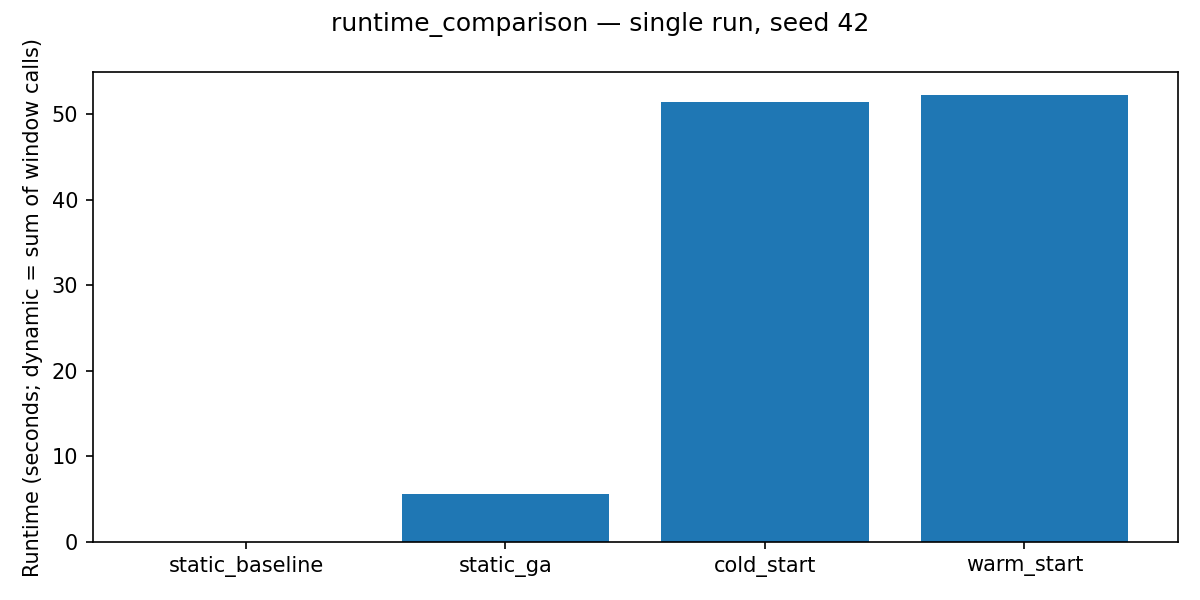 runtime_comparison — single run, seed 42
Runtime (seconds; dynamic = sum of window calls)
50
40
30
20
10
0
static_baseline
static_ga
cold_start
warm_start